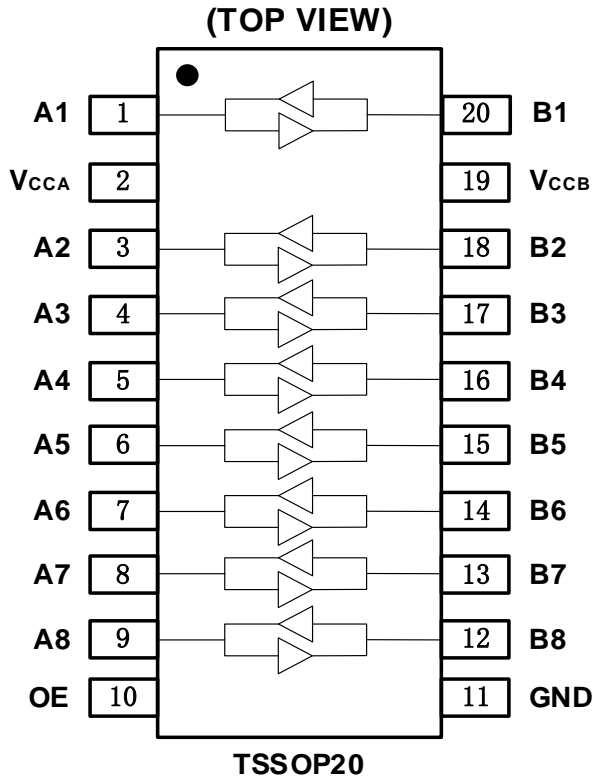 (TOP VIEW)
A1 1 20 B1
VCCA 2 19 VCCB
A2 3 18 B2
A3 4 17 B3
A4 5 16 B4
A5 6 15 B5
A6 7 14 B6
A7 8 13 B7
A8 9 12 B8
OE 10 11 GND
TSSOP20